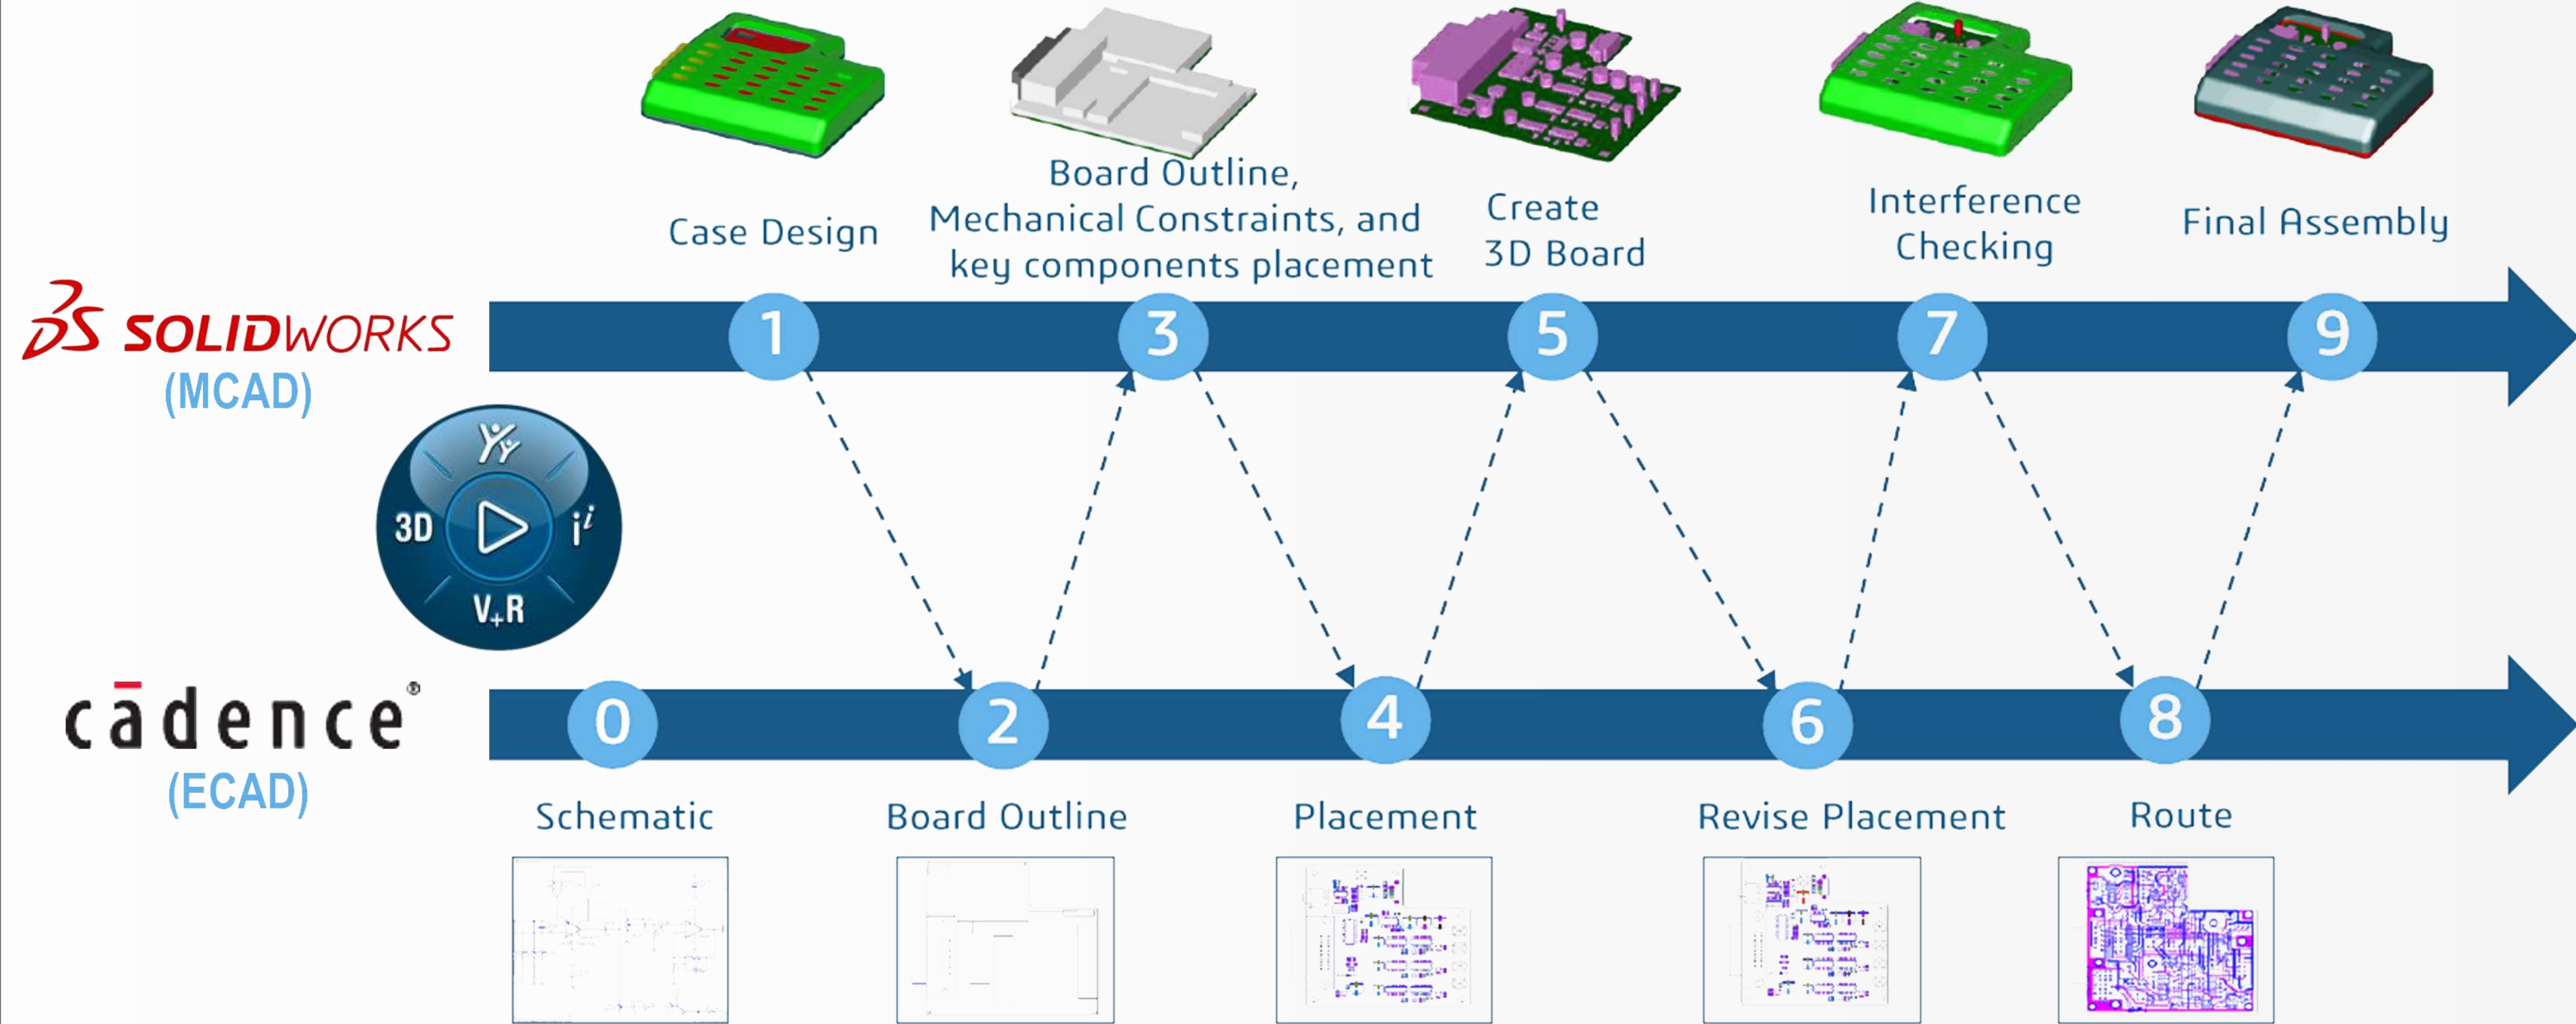 Case Design
Board Outline,
Mechanical Constraints, and
key components placement
Create
3D Board
Interference
Checking
Final Assembly
3DS SOLIDWORKS
(MCAD)
1
3
5
7
9
3D
i i
V+R
cādence®
(ECAD)
0
2
4
6
8
Schematic
Board Outline
Placement
Revise Placement
Route